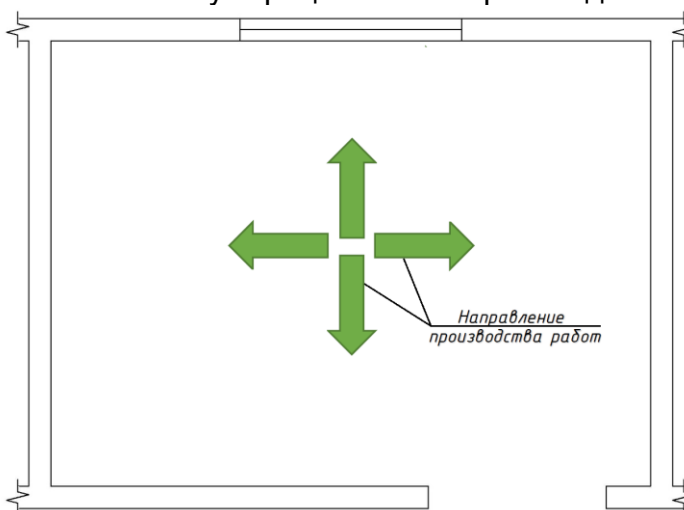 Направление
производства работ